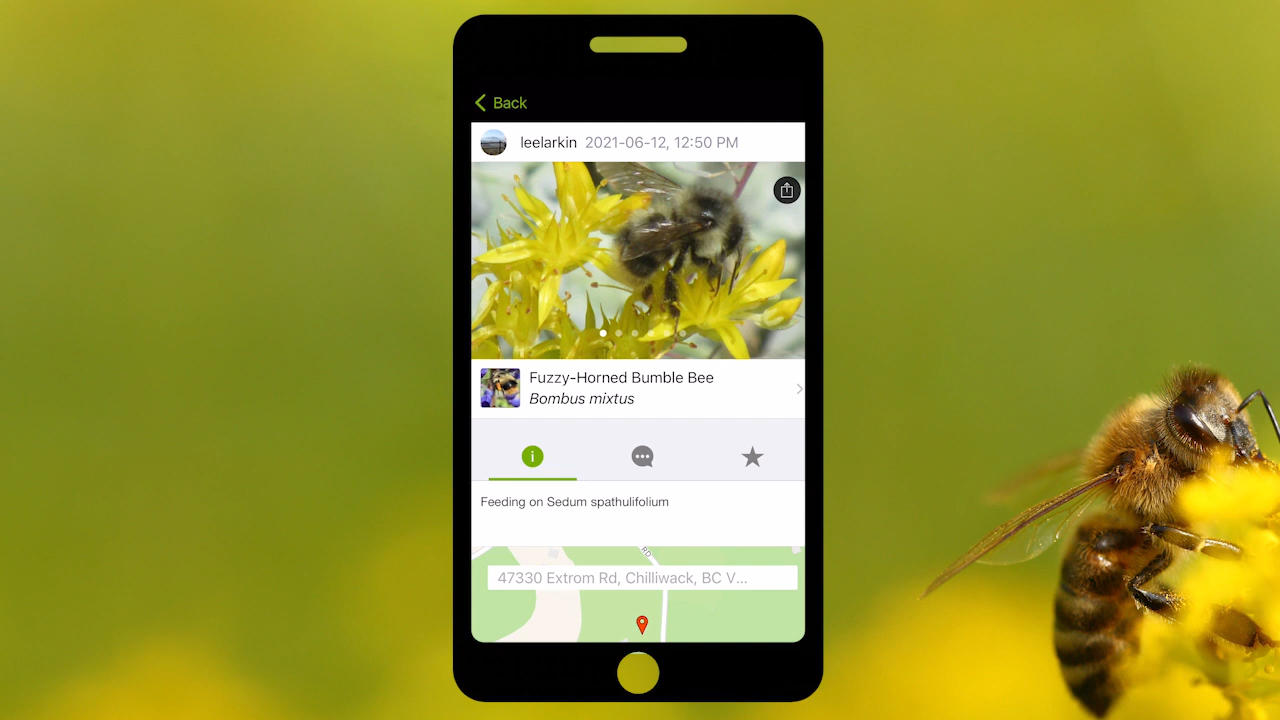 Back
leelarkin 2021-06-12, 12:50 PM
Fuzzy-Horned Bumble Bee
Bombus mixtus
i
Feeding on Sedum spathulifolium
RD
47330 Extrom Rd, Chilliwack, BC V...